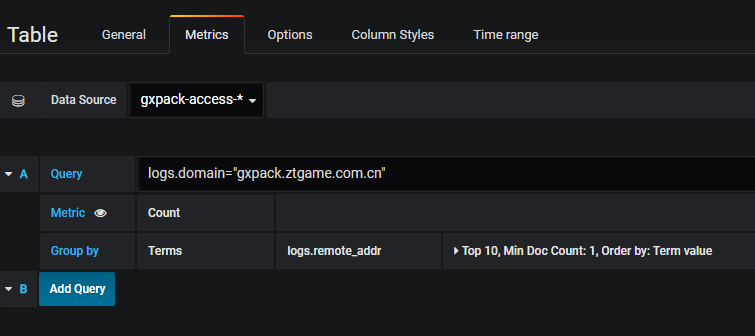 Table General Metrics Options Column Styles Time range
Data Source gxpack-access-*
A Query logs.domain="gxpack.ztgame.com.cn"
Metric Count
Group by Terms logs.remote_addr Top 10, Min Doc Count: 1, Order by: Term value
B Add Query